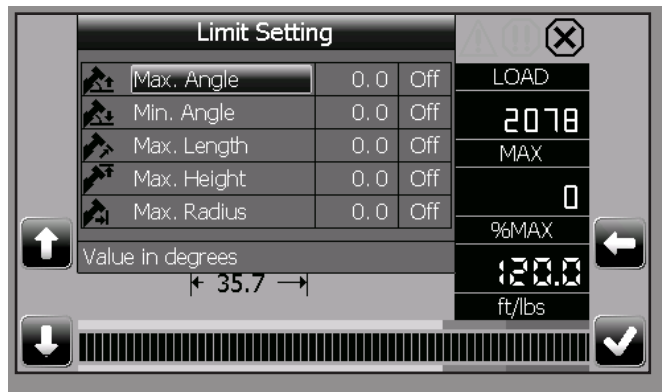 Limit Setting
Max. Angle 0.0 Off
Min. Angle 0.0 Off
Max. Length 0.0 Off
Max. Height 0.0 Off
Max. Radius 0.0 Off
Value in degrees
35.7
LOAD
2078
MAX
0
%MAX
120.0
ft/lbs